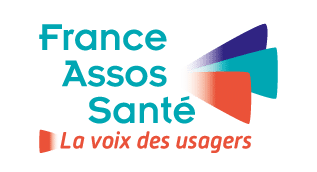 France
Assos
Santé
La voix des usagers